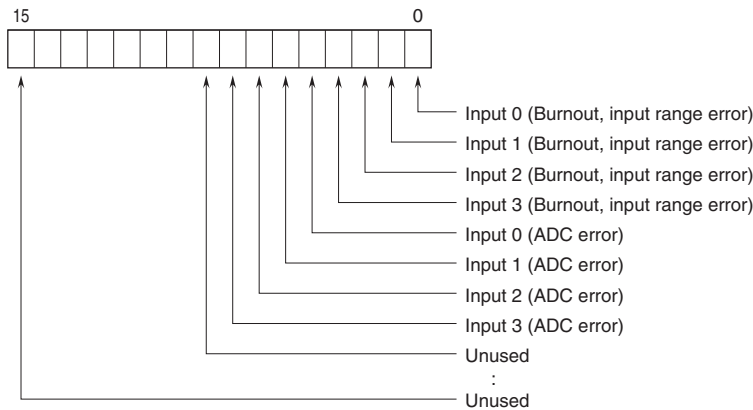 15 0
Input 0 (Burnout, input range error)
Input 1 (Burnout, input range error)
Input 2 (Burnout, input range error)
Input 3 (Burnout, input range error)
Input 0 (ADC error)
Input 1 (ADC error)
Input 2 (ADC error)
Input 3 (ADC error)
Unused
:
Unused